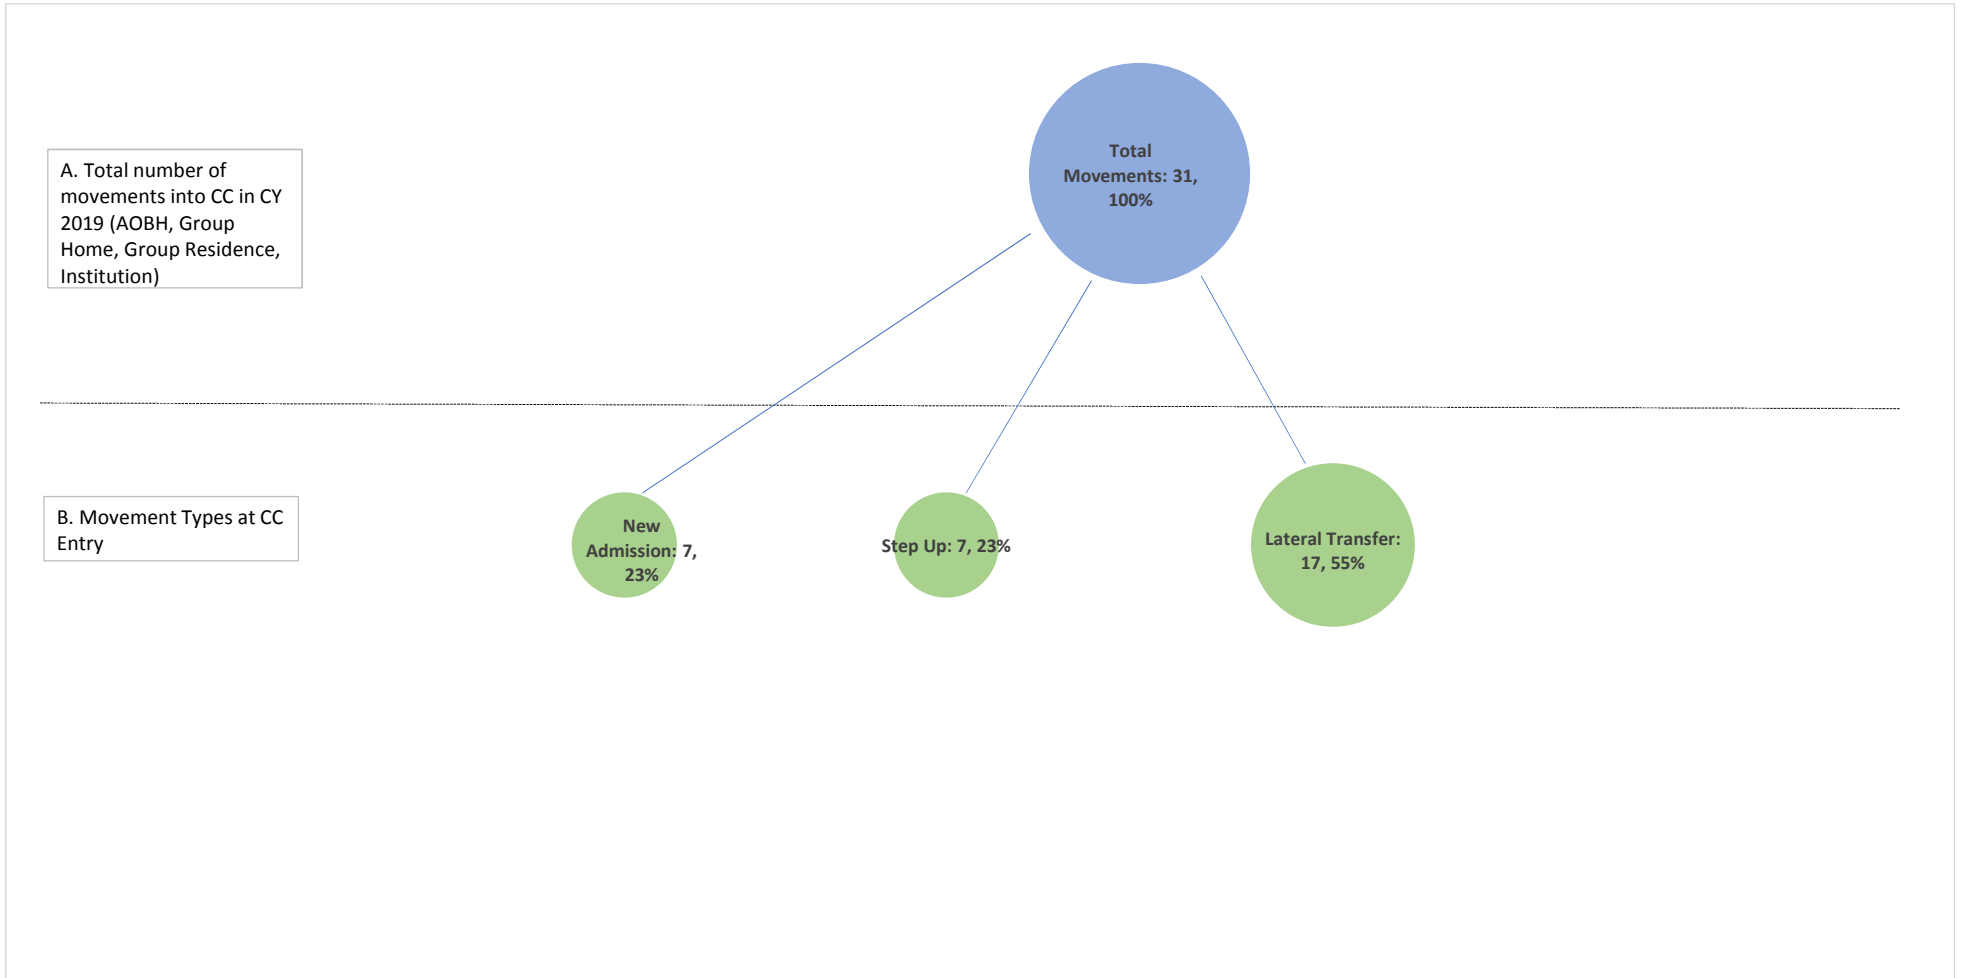 Total
Movements: 31,
100%
A. Total number of
movements into CC in CY
2019 (AOBH, Group
Home, Group Residence,
Institution)
B. Movement Types at CC
Entry
New
Admission: 7,
23%
Step Up: 7, 23%
Lateral Transfer:
17, 55%